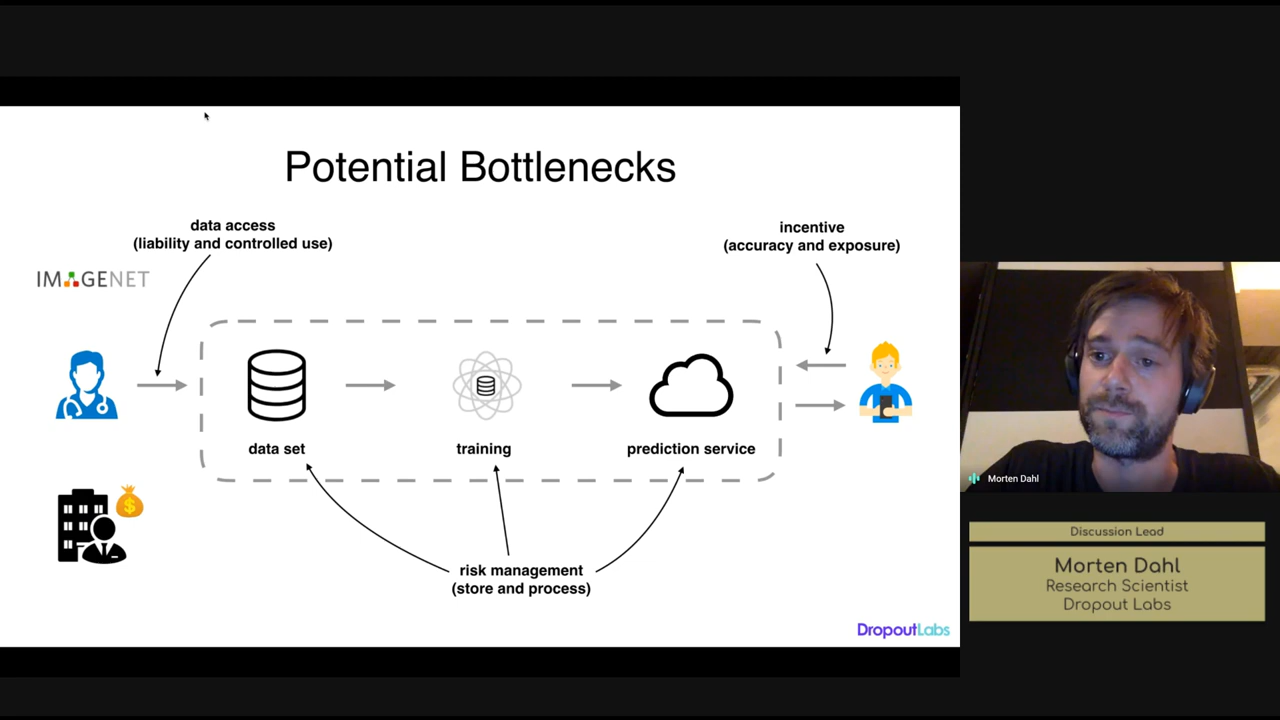 Potential Bottlenecks
data access
(liability and controlled use)
incentive
(accuracy and exposure)
IMAGENET
data set
training
prediction service
$
risk management
(store and process)
DropoutLabs
Morten Dahl
Discussion Lead
Morten Dahl
Research Scientist
Dropout Labs